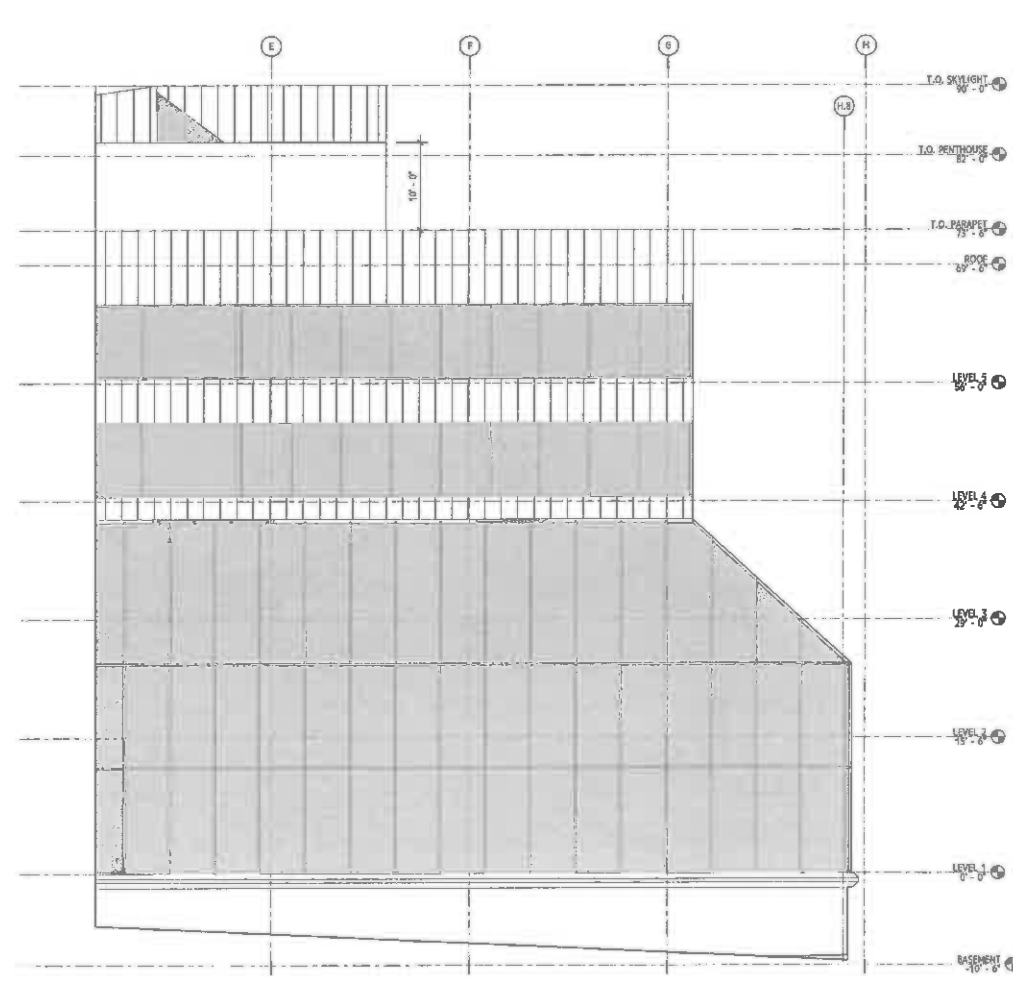 E
F
G
H
T.O. SKYLIGHT
90' - 0"
H.8
T.O. PENTHOUSE
82' - 0"
10' - 0"
T.O. PARAPET
73' - 6"
ROOF
69' - 6"
LEVEL 5
56' - 0"
LEVEL 4
42' - 6"
LEVEL 3
29' - 0"
LEVEL 2
15' - 6"
LEVEL 1
0' - 0"
BASEMENT
-10' - 6"